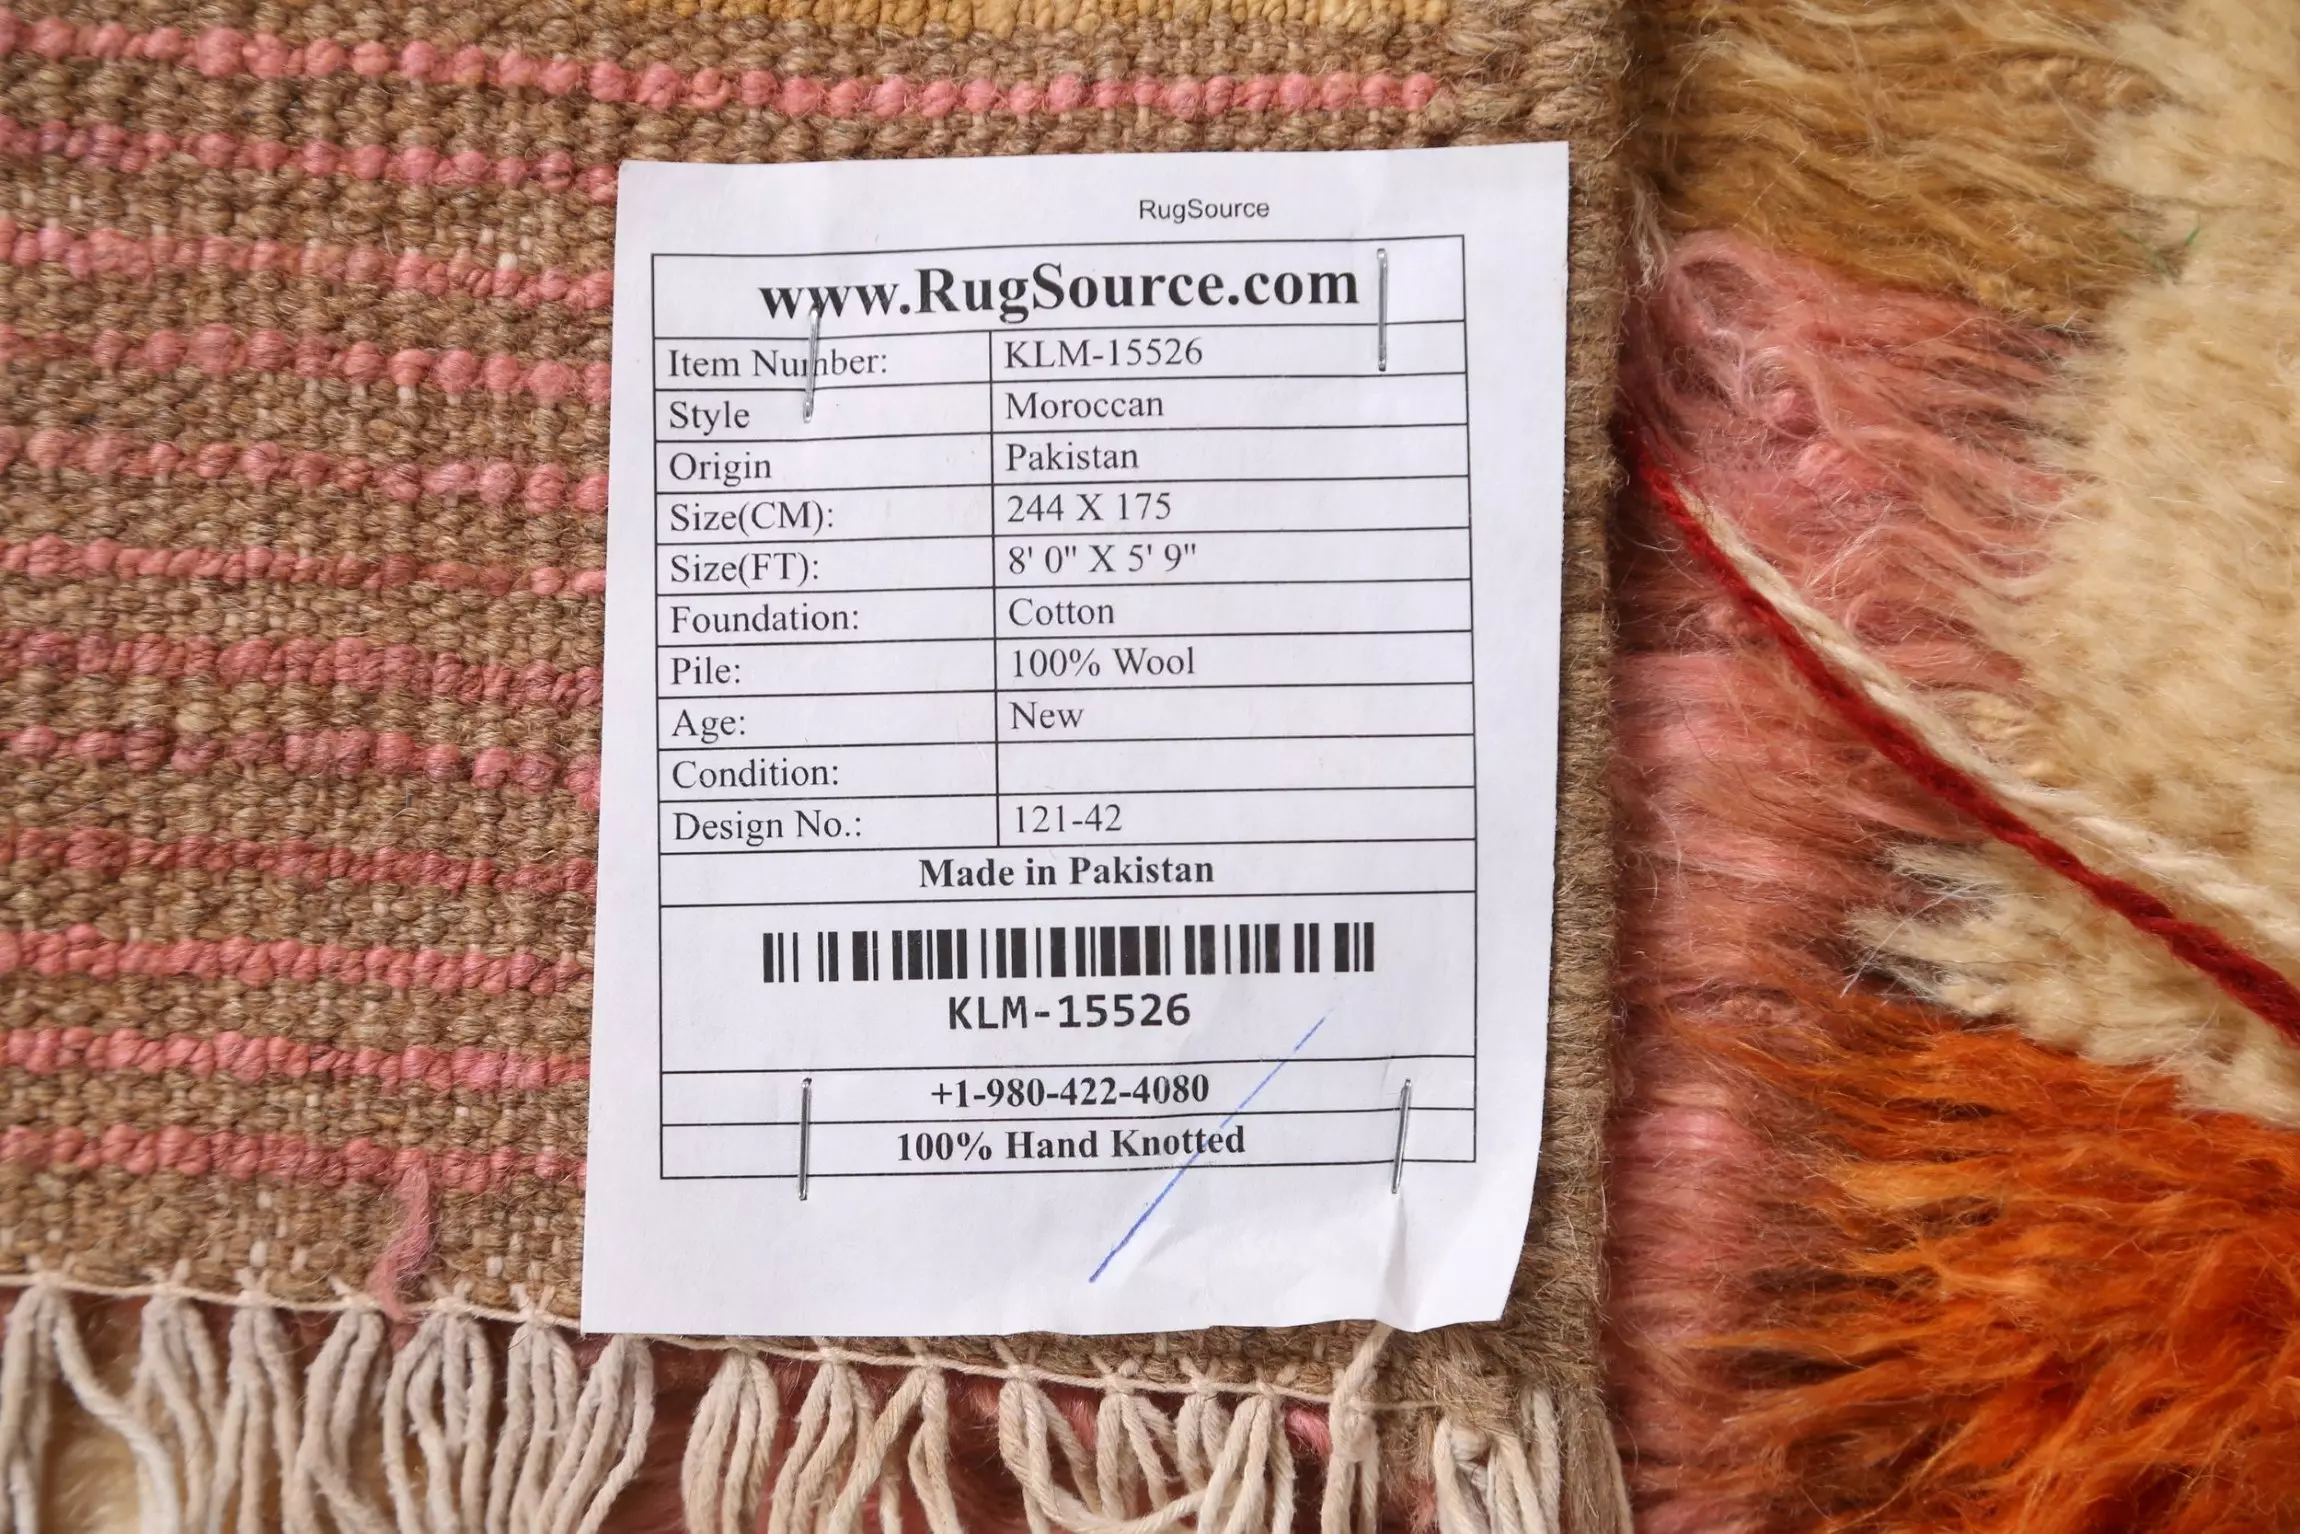 RugSource
www.RugSource.com
Item Number: KLM-15526
Style Moroccan
Origin Pakistan
Size(CM): 244 X 175
Size(FT): 8' 0" X 5' 9"
Foundation: Cotton
Pile: 100% Wool
Age: New
Condition:
Design No.: 121-42
Made in Pakistan
KLM-15526
+1-980-422-4080
100% Hand Knotted